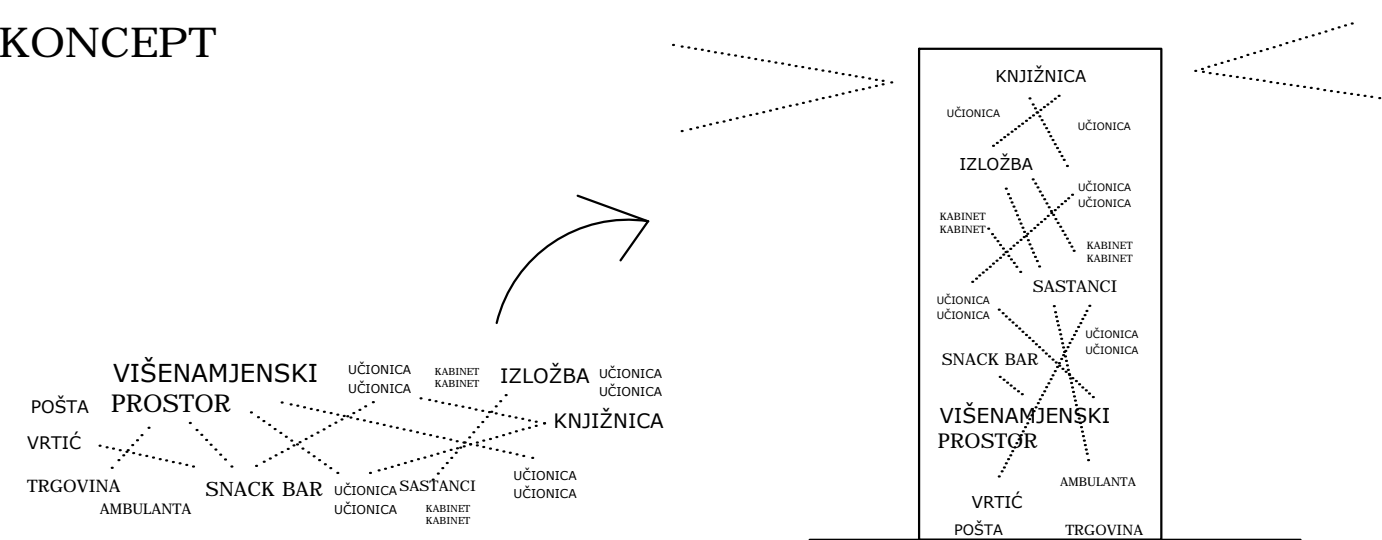 KONCEPT
VIŠENAMJENSKI
PROSTOR
POŠTA
VRTIĆ
TRGOVINA
AMBULANTA
SNACK BAR
UČIONICA
UČIONICA
KABINET
KABINET
IZLOŽBA
UČIONICA
UČIONICA
KNJIŽNICA
UČIONICA
UČIONICA
SASTANCI
KABINET
KABINET
UČIONICA
UČIONICA
KNJIŽNICA
UČIONICA
UČIONICA
IZLOŽBA
UČIONICA
UČIONICA
KABINET
KABINET
KABINET
KABINET
SASTANCI
UČIONICA
UČIONICA
UČIONICA
UČIONICA
SNACK BAR
VIŠENAMJENSKI
PROSTOR
AMBULANTA
VRTIĆ
POŠTA
TRGOVINA